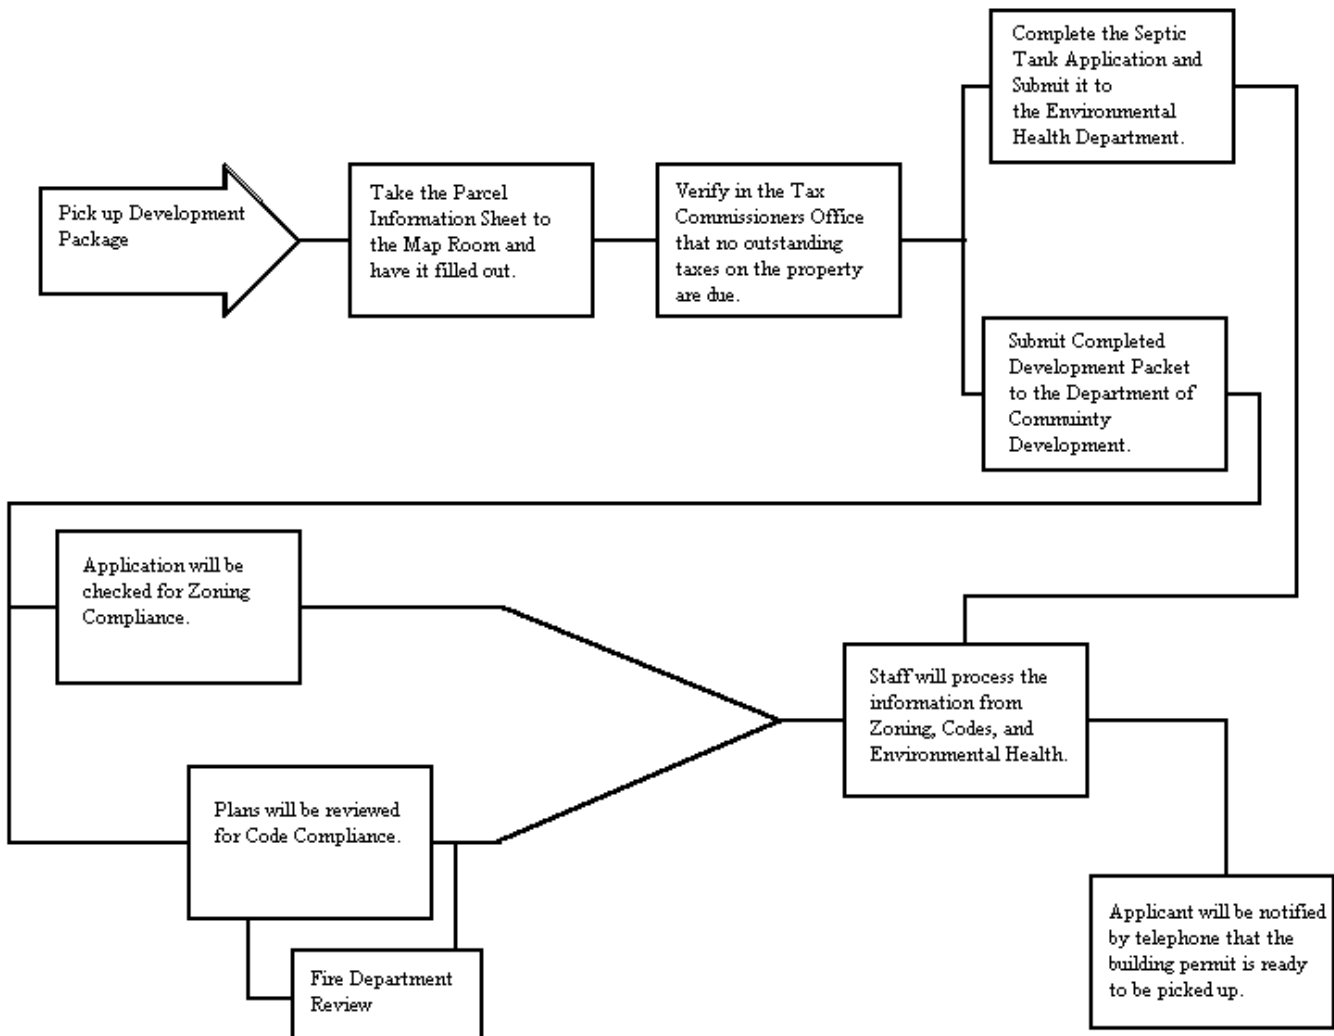 Pick up Development
Package
Take the Parcel
Information Sheet to
the Map Room and
have it filled out.
Verify in the Tax
Commissioners Office
that no outstanding
taxes on the property
are due.
Complete the Septic
Tank Application and
Submit it to
the Environmental
Health Department.
Submit Completed
Development Packet
to the Department of
Commuinty
Development.
Application will be
checked for Zoning
Compliance.
Plans will be reviewed
for Code Compliance.
Fire Department
Review
Staff will process the
information from
Zoning, Codes, and
Environmental Health.
Applicant will be notified
by telephone that the
building permit is ready
to be picked up.